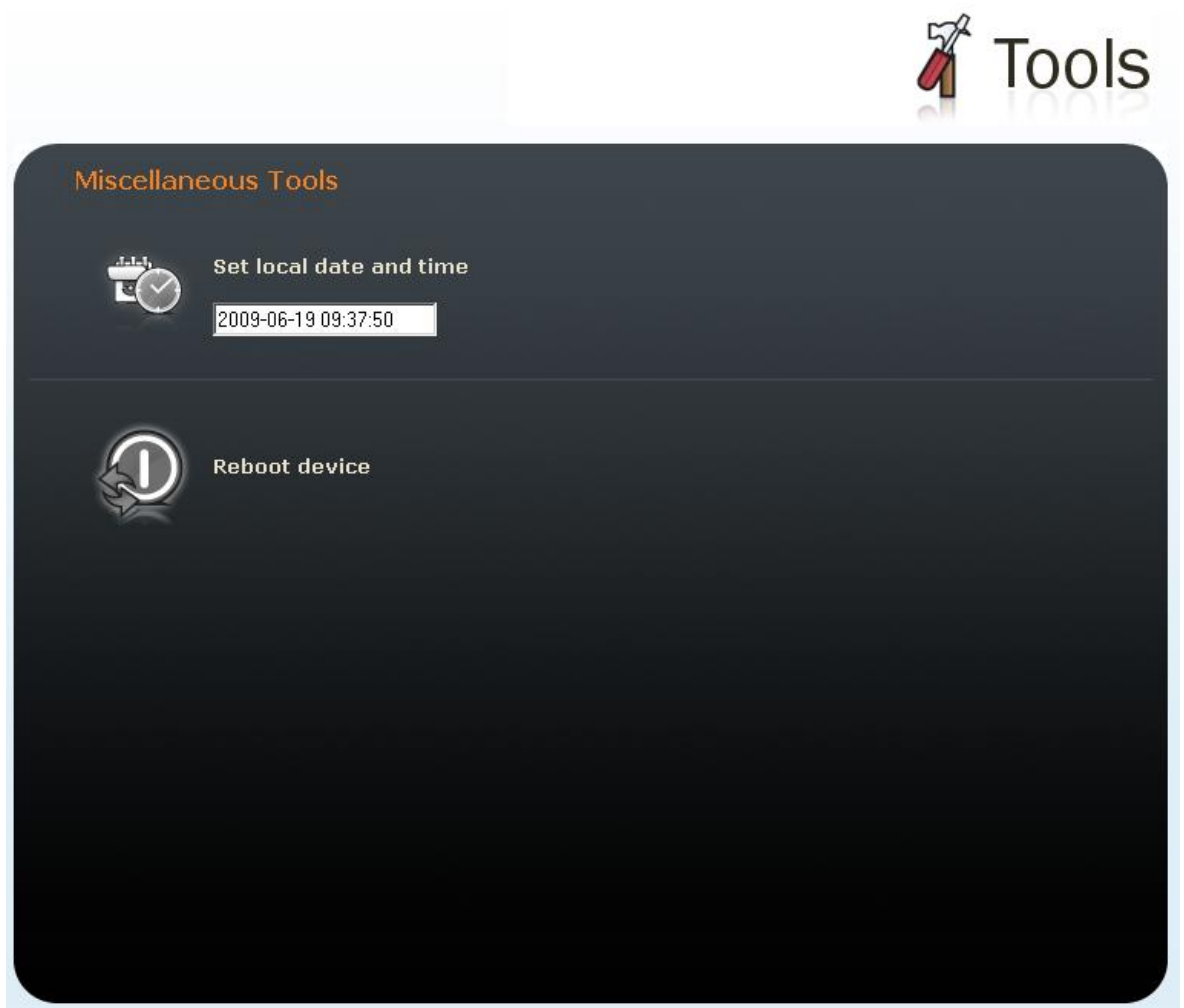 Tools
Miscellaneous Tools
Set local date and time
2009-06-19 09:37:50
Reboot device